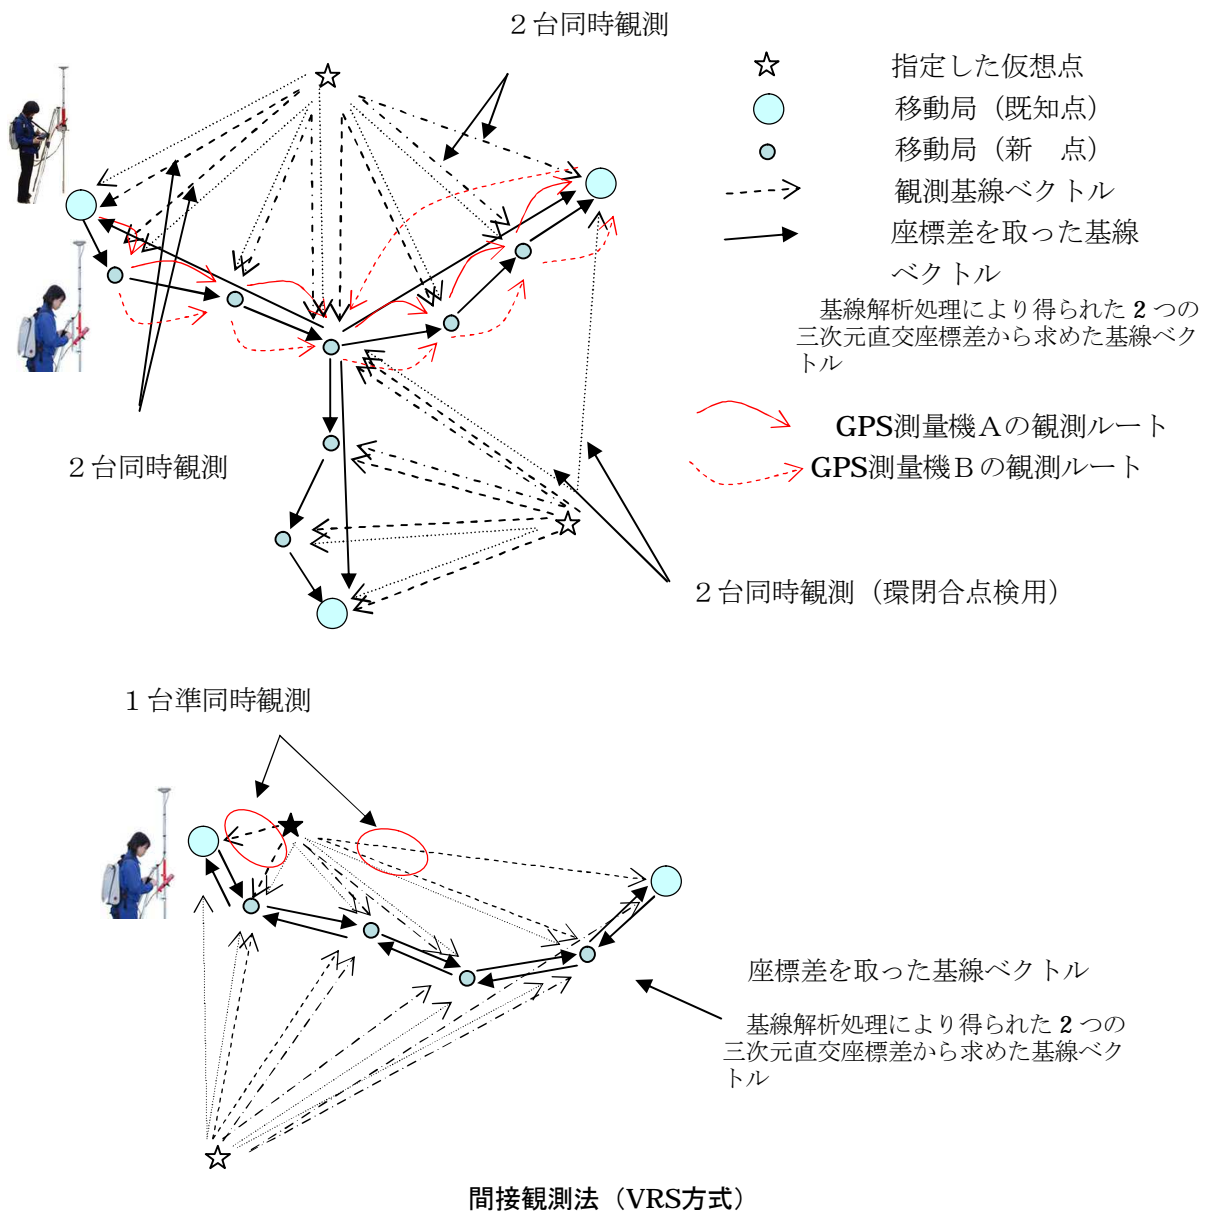 ２台同時観測
指定した仮想点
移動局（既知点）
移動局（新　点）
観測基線ベクトル
座標差を取った基線
ベクトル
基線解析処理により得られた 2 つの
三次元直交座標差から求めた基線ベク
トル
GPS測量機Ａの観測ルート
GPS測量機Ｂの観測ルート
２台同時観測
２台同時観測（環閉合点検用）
１台準同時観測
座標差を取った基線ベクトル
基線解析処理により得られた 2 つの
三次元直交座標差から求めた基線ベク
トル
間接観測法（VRS方式）